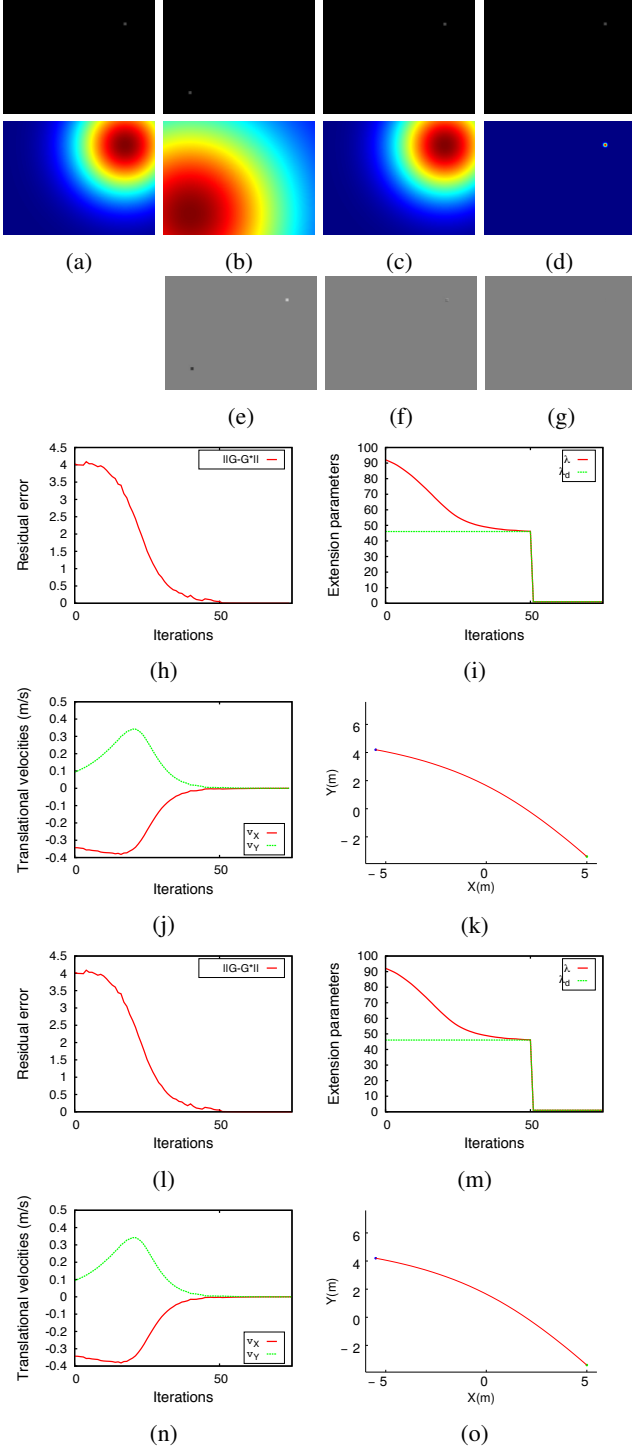 (a) (b) (c) (d)
(e) (f) (g)
4.5
4
3.5
3
2.5
2
1.5
1
0.5
0
Residual error
||G-G*||
0 50
Iterations
(h)
100
90
80
70
60
50
40
30
20
10
0
Extension parameters
λ
λd
0 50
Iterations
(i)
0.5
0.4
0.3
0.2
0.1
0
-0.1
-0.2
-0.3
-0.4
Translational velocities (m/s)
vX
vY
0 50
Iterations
(j)
6
4
2
0
− 2
Y(m)
− 5 0 5
X(m)
(k)
4.5
4
3.5
3
2.5
2
1.5
1
0.5
0
Residual error
||G-G*||
0 50
Iterations
(l)
100
90
80
70
60
50
40
30
20
10
0
Extension parameters
λ
λd
0 50
Iterations
(m)
0.5
0.4
0.3
0.2
0.1
0
-0.1
-0.2
-0.3
-0.4
Translational velocities (m/s)
vX
vY
0 50
Iterations
(n)
6
4
2
0
− 2
Y(m)
− 5 0 5
X(m)
(o)